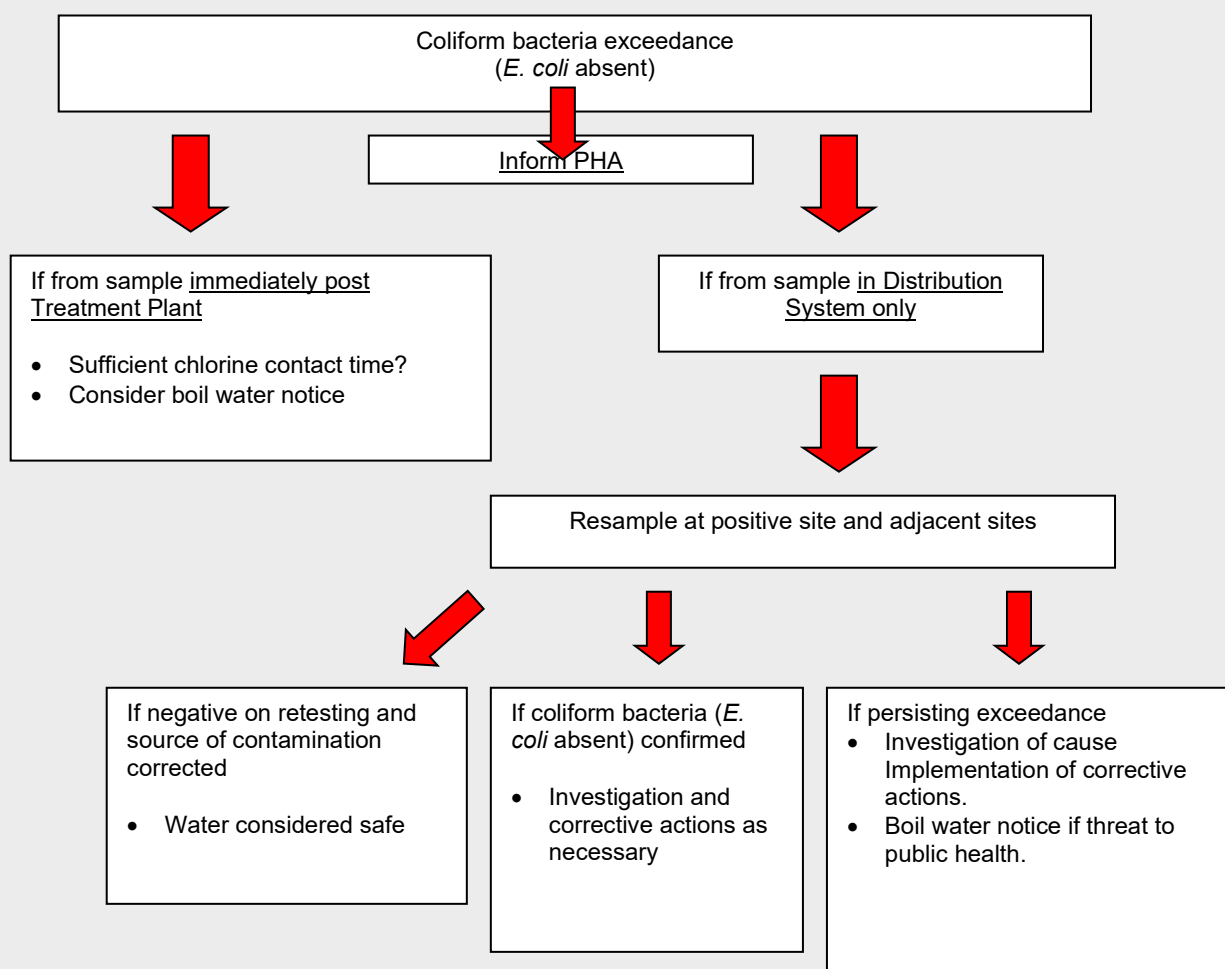 Coliform bacteria exceedance
(E. coli absent)
Inform PHA
If from sample immediately post
Treatment Plant
• Sufficient chlorine contact time?
• Consider boil water notice
If from sample in Distribution
System only
Resample at positive site and adjacent sites
If negative on retesting and
source of contamination
corrected
• Water considered safe
If coliform bacteria (E.
coli absent) confirmed
• Investigation and
corrective actions as
necessary
If persisting exceedance
• Investigation of cause
Implementation of corrective
actions.
• Boil water notice if threat to
public health.